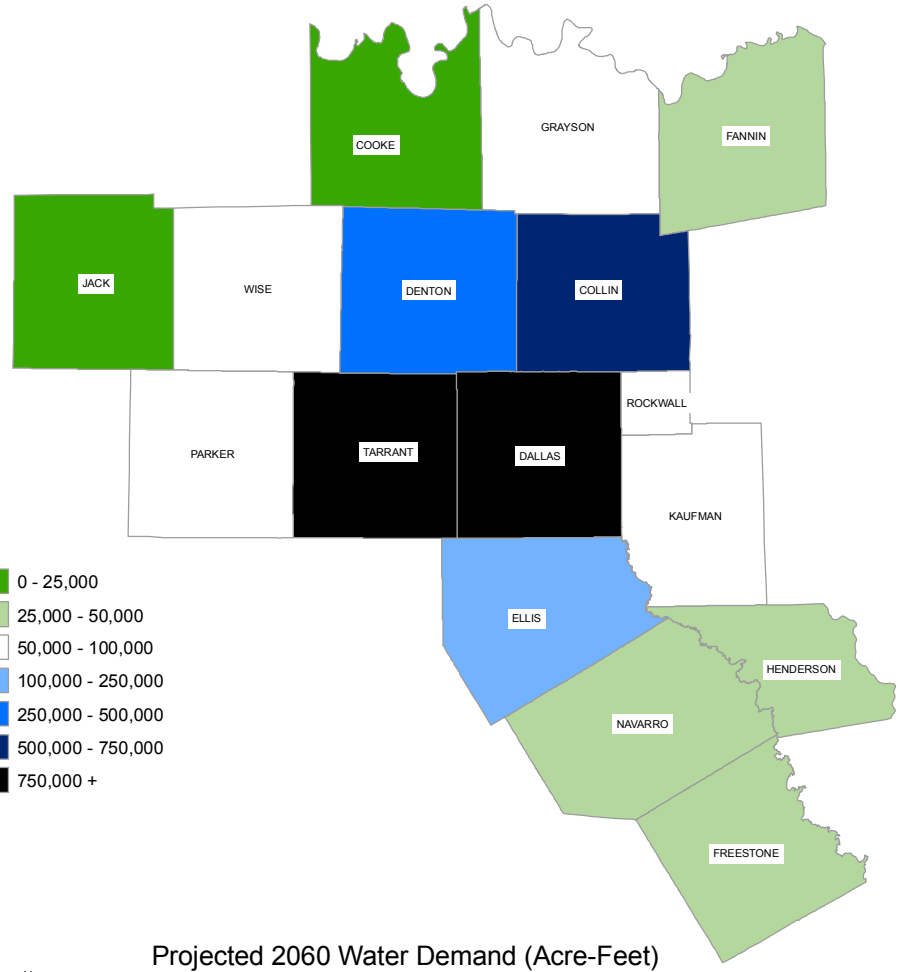 COOKE
GRAYSON
FANNIN
JACK
WISE
DENTON
COLLIN
ROCKWALL
PARKER
TARRANT
DALLAS
KAUFMAN
0 - 25,000
25,000 - 50,000
50,000 - 100,000
100,000 - 250,000
250,000 - 500,000
500,000 - 750,000
750,000 +
ELLIS
HENDERSON
NAVARRO
FREESTONE
Projected 2060 Water Demand (Acre-Feet)